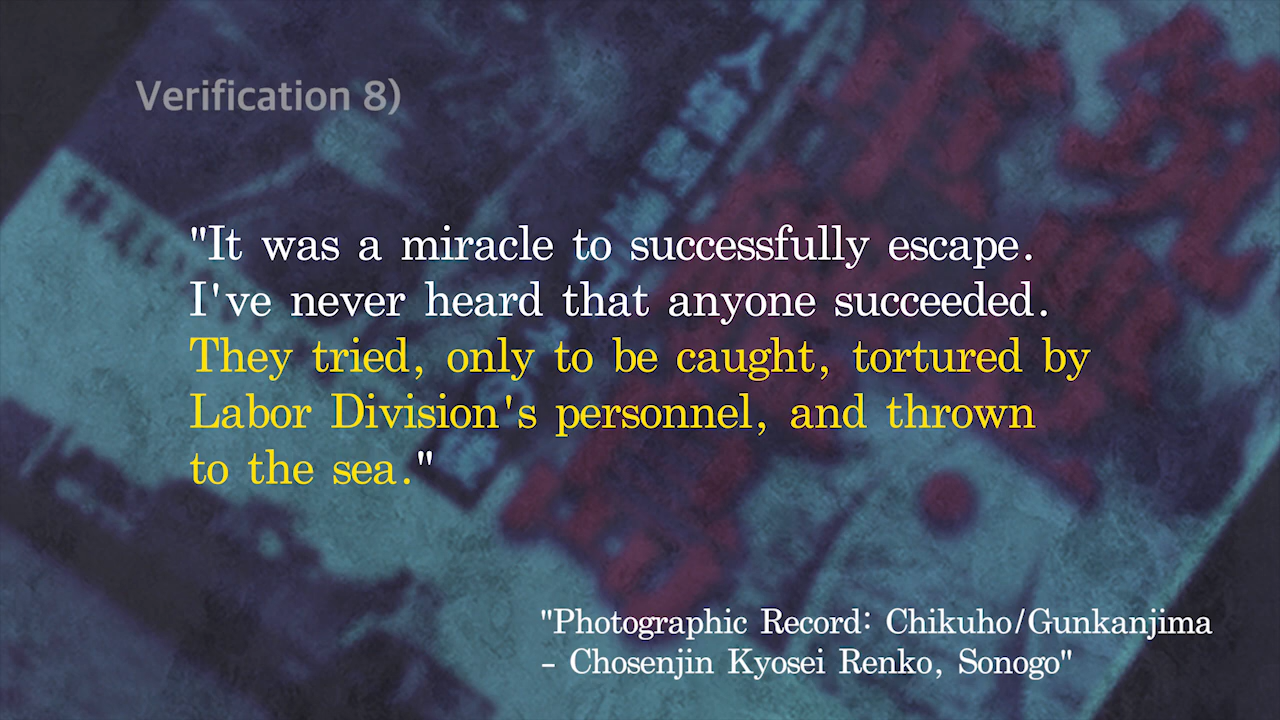 Verification 8)
"It was a miracle to successfully escape.
I've never heard that anyone succeeded.
They tried, only to be caught, tortured by
Labor Division's personnel, and thrown
to the sea."
"Photographic Record: Chikuho/Gunkanjima
- Chosenjin Kyosei Renko, Sonogo"